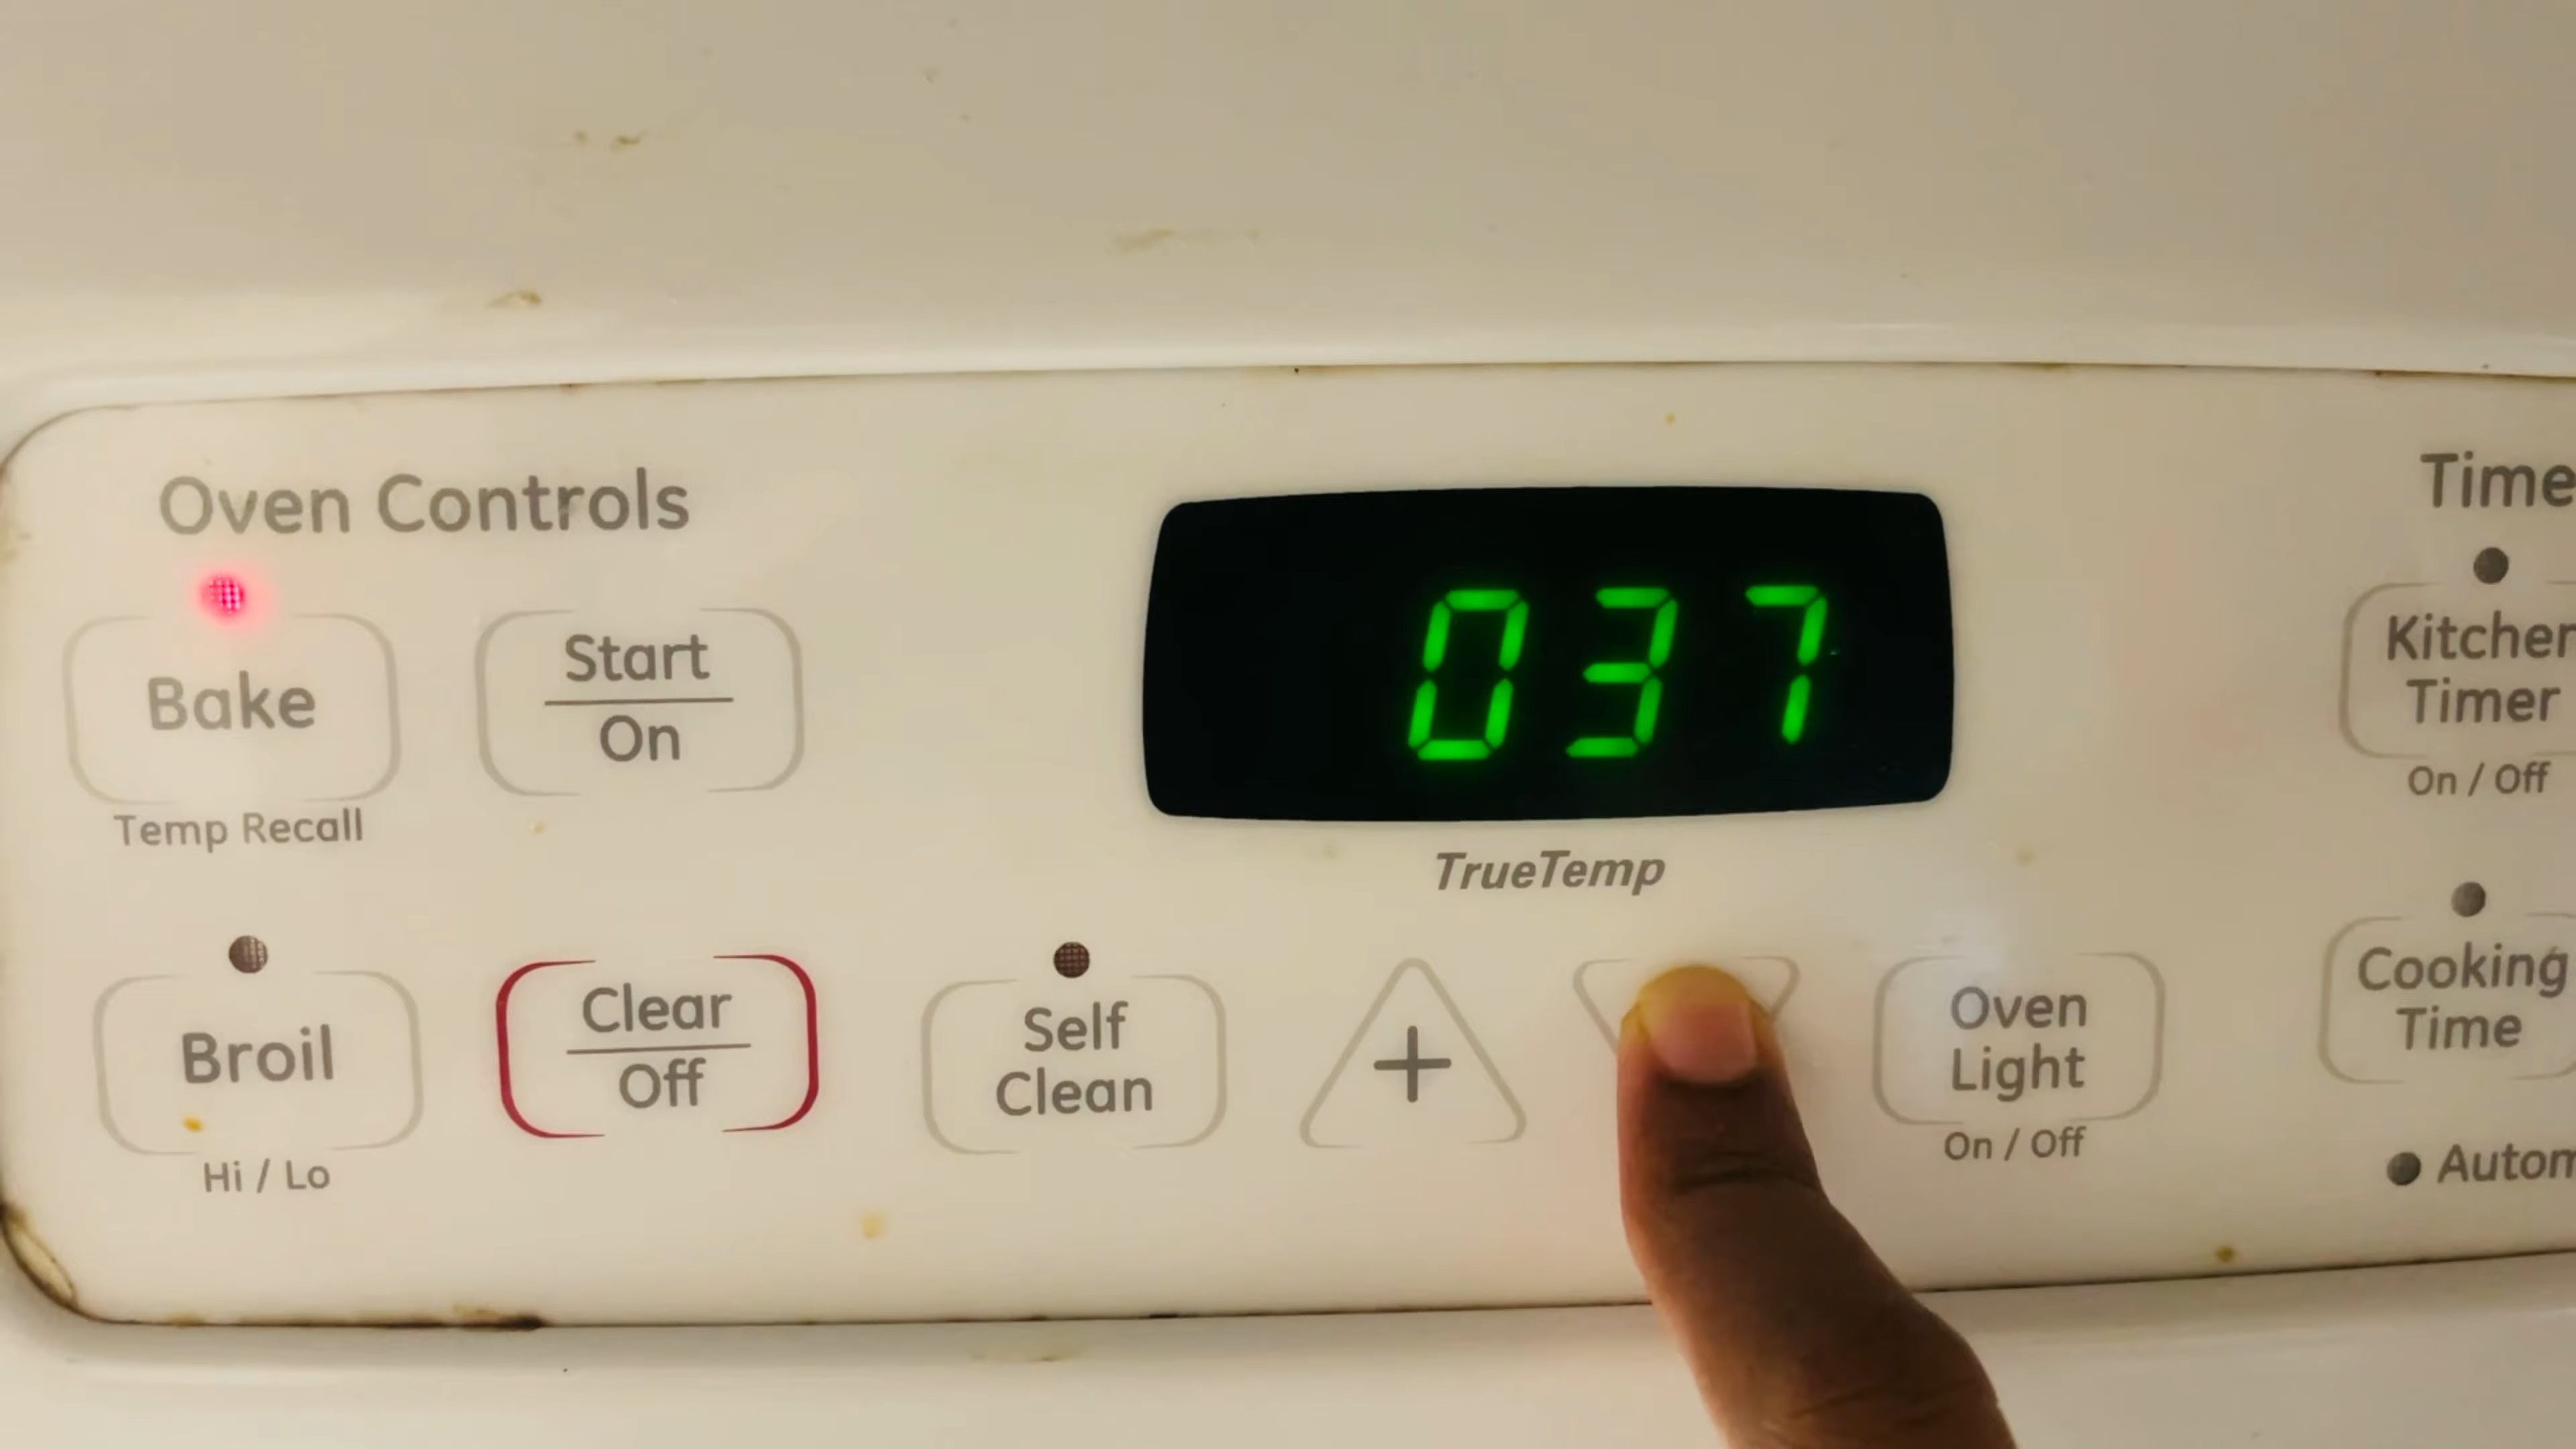 Oven Controls
Bake
Temp Recall
Start
On
Broil
Hi / Lo
Clear
Off
Self
Clean
037
TrueTemp
+
Oven
Light
On / Off
Time
Kitchen
Timer
On / Off
Cooking
Time